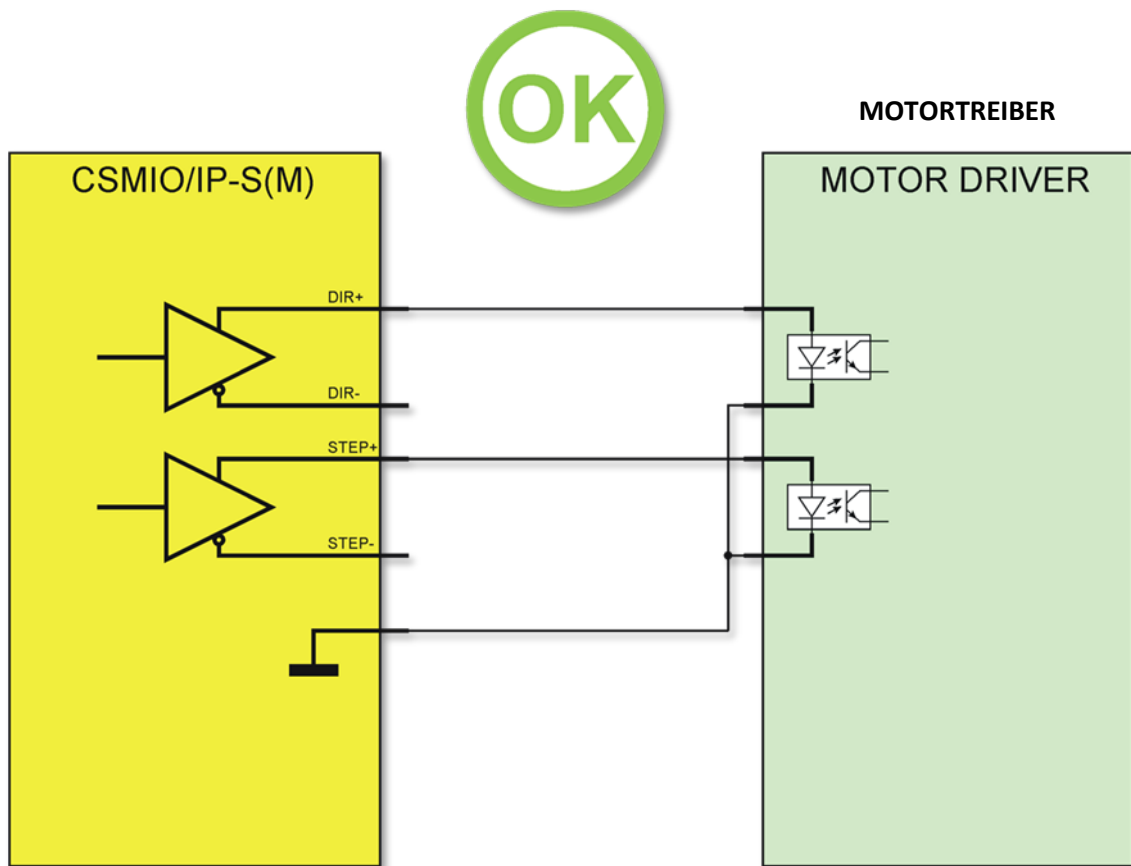 OK
MOTORTREIBER
CSMIO/IP-S(M)
MOTOR DRIVER
DIR+
DIR-
STEP+
STEP-